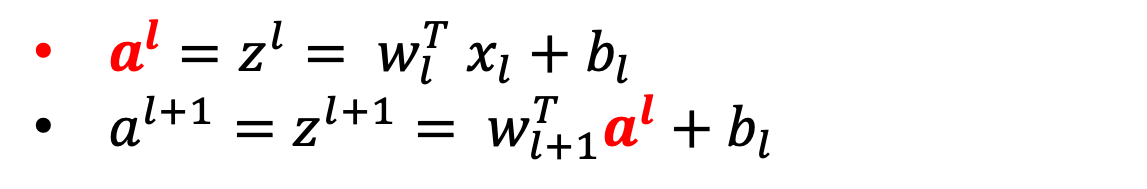 • a^l = z^l = w_l^T x_l + b_l
• a^{l+1} = z^{l+1} = w_{l+1}^T a^l + b_l